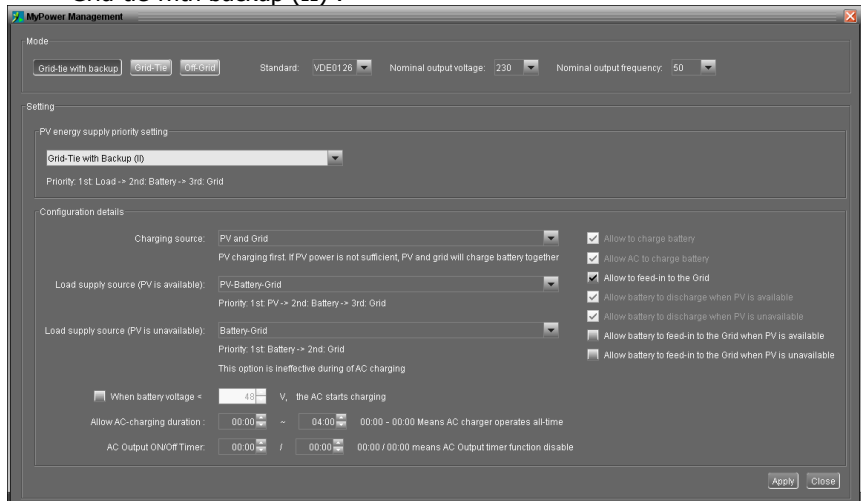 Grid-tie with backup (II) :
MyPower Management
Mode
Grid-tie with backup Grid-Tie Off-Grid Standard: VDE0126 Nominal output voltage: 230 Nominal output frequency: 50
Setting
PV energy supply priority setting
Grid-Tie with Backup (II)
Priority: 1st: Load -> 2nd: Battery -> 3rd: Grid
Configuration details
Charging source: PV and Grid
PV charging first. If PV power is not sufficient, PV and grid will charge battery together
Load supply source (PV is available): PV-Battery-Grid
Priority: 1st: PV -> 2nd: Battery -> 3rd: Grid
Load supply source (PV is unavailable): Battery-Grid
Priority: 1st: Battery -> 2nd: Grid
This option is ineffective during of AC charging
Allow to charge battery
Allow AC to charge battery
Allow to feed-in to the Grid
Allow battery to discharge when PV is available
Allow battery to discharge when PV is unavailable
Allow battery to feed-in to the Grid when PV is available
Allow battery to feed-in to the Grid when PV is unavailable
When battery voltage < 48 V, the AC starts charging
Allow AC-charging duration : 00:00 ~ 04:00 00:00 - 00:00 Means AC charger operates all-time
AC Output ON/Off Timer: 00:00 / 00:00 00:00 / 00:00 means AC Output timer function disable
Apply Close